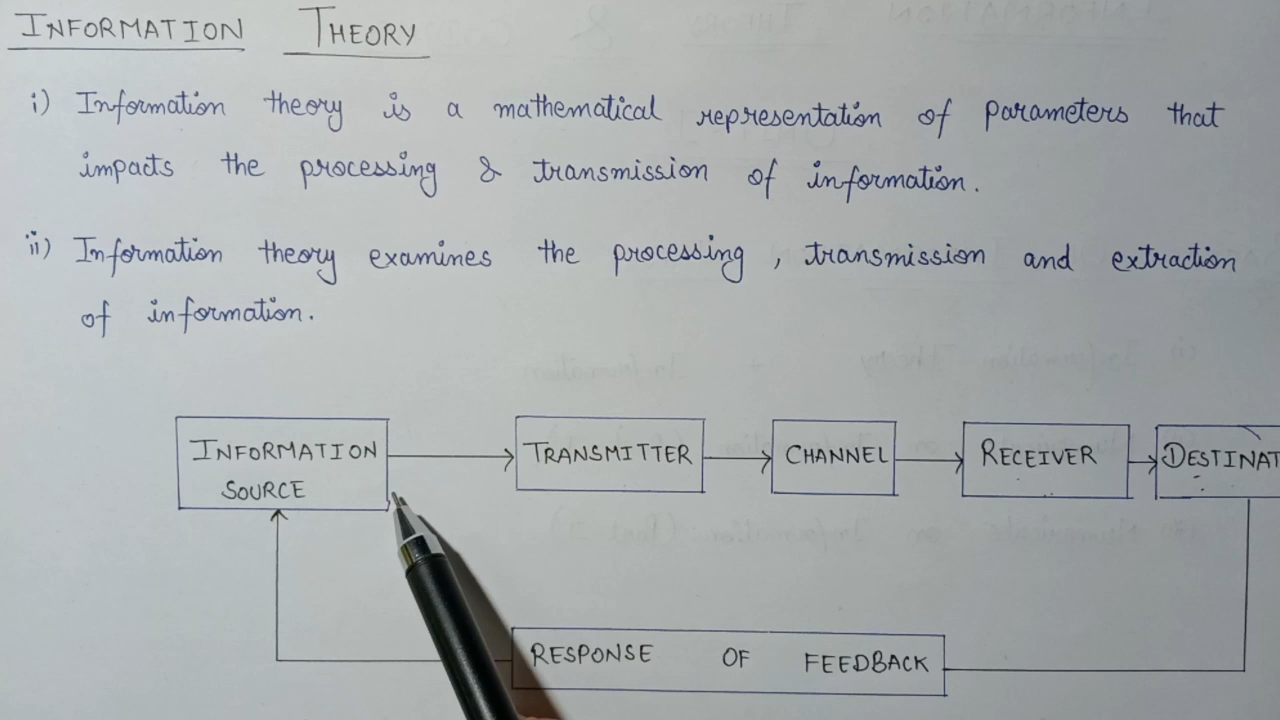 INFORMATION THEORY
i) Information theory is a mathematical representation of parameters that
impacts the processing & transmission of information.
ii) Information theory examines the processing, transmission and extraction
of information.
INFORMATION
SOURCE
TRANSMITTER
CHANNEL
RECEIVER
DESTINAT
RESPONSE OF FEEDBACK